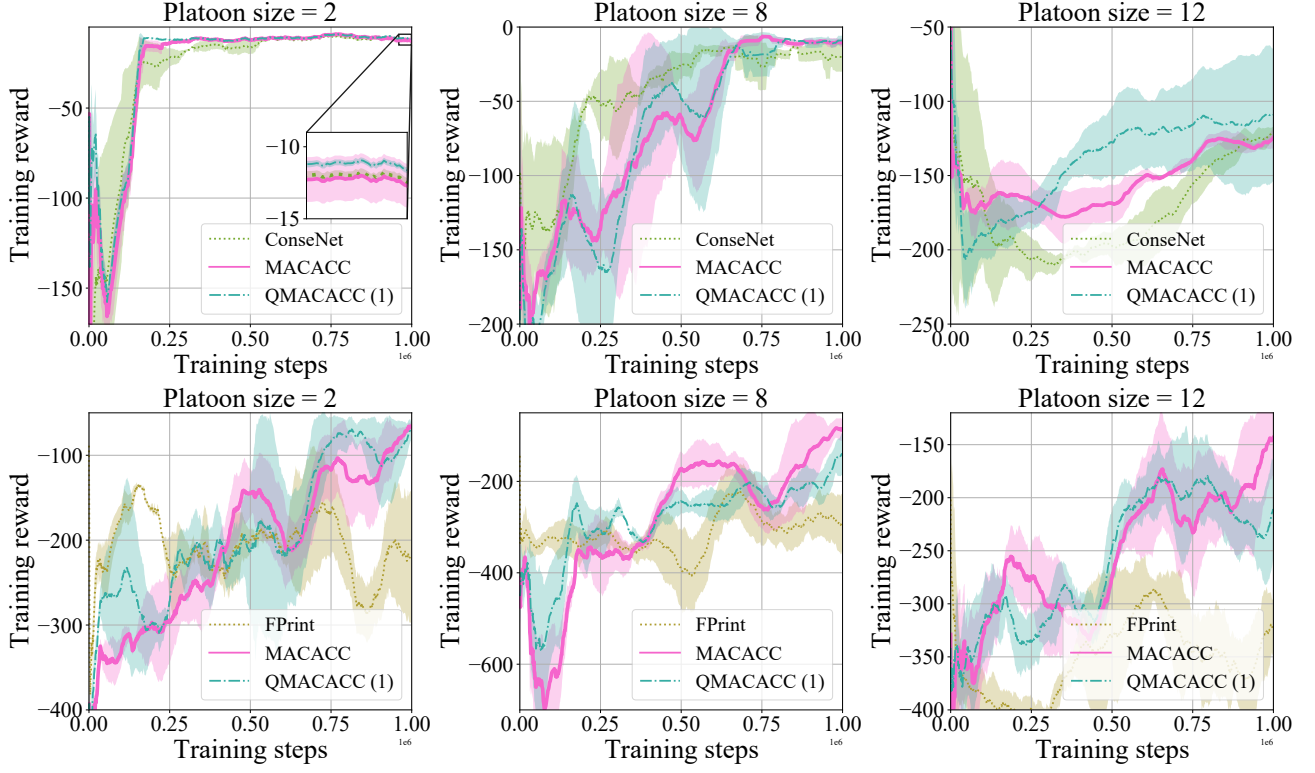 Platoon size = 2
Training reward
−50
−100
−150
−10
−15
ConseNet
MACACC
QMACACC (1)
0.00 0.25 0.50 0.75 1.00
1e6
Training steps
Platoon size = 8
Training reward
0
−50
−100
−150
−200
ConseNet
MACACC
QMACACC (1)
0.00 0.25 0.50 0.75 1.00
1e6
Training steps
Platoon size = 12
Training reward
−50
−100
−150
−200
−250
ConseNet
MACACC
QMACACC (1)
0.00 0.25 0.50 0.75 1.00
1e6
Training steps
Platoon size = 2
Training reward
−100
−200
−300
−400
FPrint
MACACC
QMACACC (1)
0.00 0.25 0.50 0.75 1.00
1e6
Training steps
Platoon size = 8
Training reward
−200
−400
−600
FPrint
MACACC
QMACACC (1)
0.00 0.25 0.50 0.75 1.00
1e6
Training steps
Platoon size = 12
Training reward
−150
−200
−250
−300
−350
−400
FPrint
MACACC
QMACACC (1)
0.00 0.25 0.50 0.75 1.00
1e6
Training steps